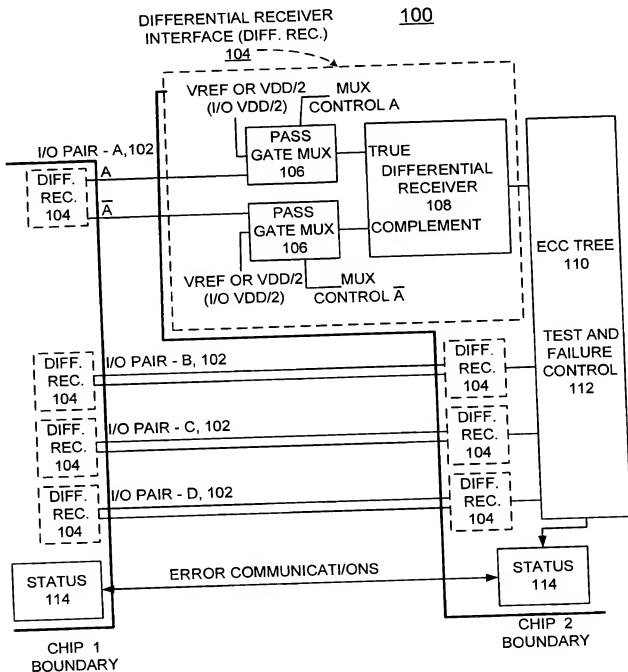 DIFFERENTIAL RECEIVER
INTERFACE (DIFF. REC.)
104
100
VREF OR VDD/2
(I/O VDD/2)
MUX
CONTROL A
I/O PAIR - A,102
DIFF.
REC.
104
A
A̅
PASS
GATE MUX
106
PASS
GATE MUX
106
TRUE
DIFFERENTIAL
RECEIVER
108
COMPLEMENT
VREF OR VDD/2
(I/O VDD/2)
MUX
CONTROL A̅
ECC TREE
110
TEST AND
FAILURE
CONTROL
112
DIFF.
REC.
104
I/O PAIR - B, 102
DIFF.
REC.
104
DIFF.
REC.
104
I/O PAIR - C, 102
DIFF.
REC.
104
DIFF.
REC.
104
I/O PAIR - D, 102
DIFF.
REC.
104
STATUS
114
ERROR COMMUNICATI/ONS
STATUS
114
CHIP 1
BOUNDARY
CHIP 2
BOUNDARY